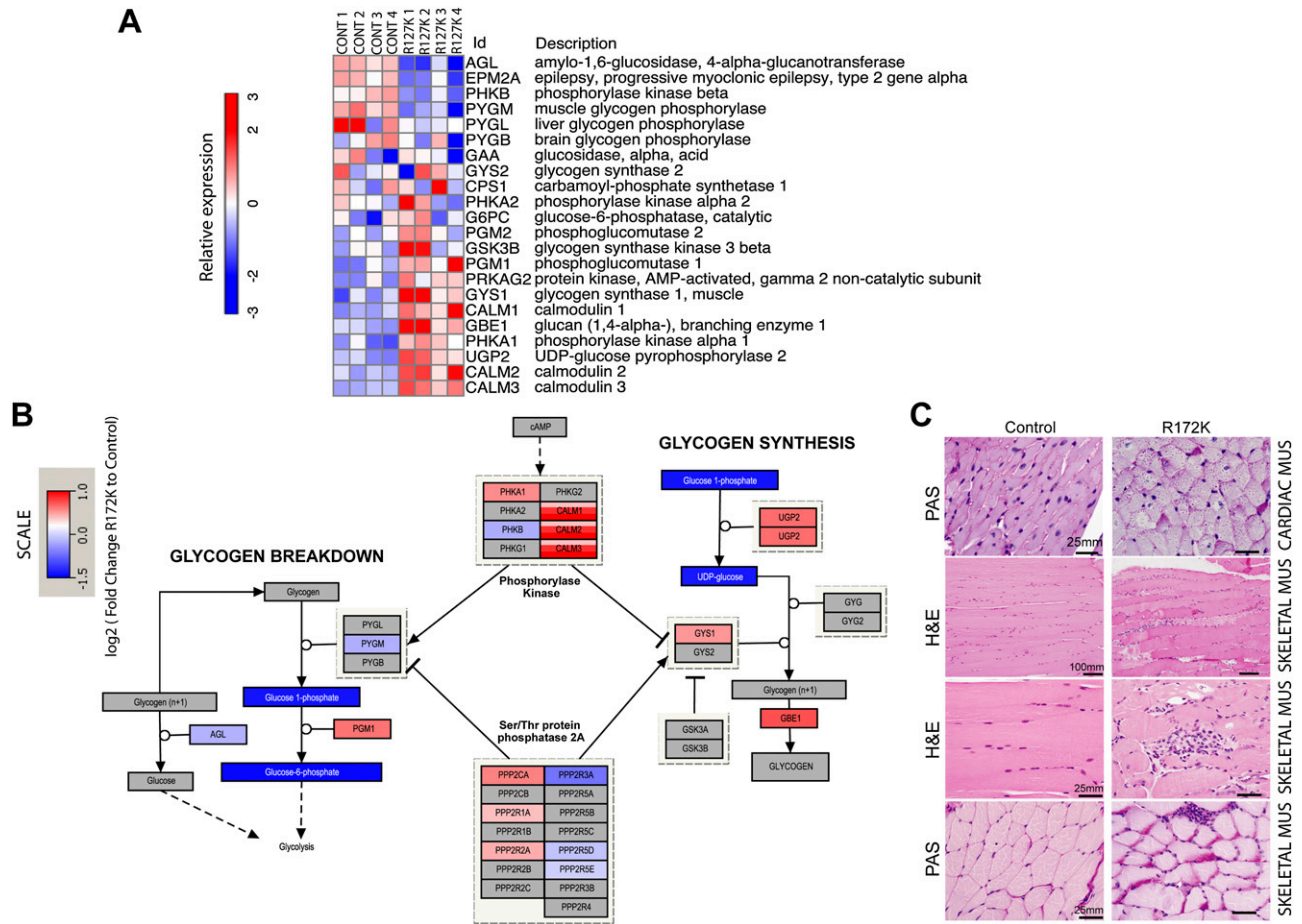 A
CONT 1 CONT 2 CONT 3 CONT 4 R127K 1 R127K 2 R127K 3 R127K 4
Id Description
AGL amylo-1,6-glucosidase, 4-alpha-glucanotransferase
EPM2A epilepsy, progressive myoclonic epilepsy, type 2 gene alpha
PHKB phosphorylase kinase beta
PYGM muscle glycogen phosphorylase
PYGL liver glycogen phosphorylase
PYGB brain glycogen phosphorylase
GAA glucosidase, alpha, acid
GYS2 glycogen synthase 2
CPS1 carbamoyl-phosphate synthetase 1
PHKA2 phosphorylase kinase alpha 2
G6PC glucose-6-phosphatase, catalytic
PGM2 phosphoglucomutase 2
GSK3B glycogen synthase kinase 3 beta
PGM1 phosphoglucomutase 1
PRKAG2 protein kinase, AMP-activated, gamma 2 non-catalytic subunit
GYS1 glycogen synthase 1, muscle
CALM1 calmodulin 1
GBE1 glucan (1,4-alpha-), branching enzyme 1
PHKA1 phosphorylase kinase alpha 1
UGP2 UDP-glucose pyrophosphorylase 2
CALM2 calmodulin 2
CALM3 calmodulin 3
Relative expression
3
2
0
-2
-3
B
SCALE
1.0
0.0
-1.5
log2 ( Fold Change R172K to Control)
GLYCOGEN BREAKDOWN
Glycogen
PYGL
PYGM
PYGB
Glycogen (n+1)
Glucose 1-phosphate
AGL
PGM1
Glucose
Glucose-6-phosphate
Glycolysis
cAMP
PHKA1 PHKG2
PHKA2 CALM1
PHKB CALM2
PHKG1 CALM3
Phosphorylase
Kinase
Ser/Thr protein
phosphatase 2A
PPP2CA PPP2R3A
PPP2CB PPP2R5A
PPP2R1A PPP2R5B
PPP2R1B PPP2R5C
PPP2R2A PPP2R5D
PPP2R2B PPP2R5E
PPP2R2C PPP2R3B
PPP2R4
GLYCOGEN SYNTHESIS
Glucose 1-phosphate
UGP2
UGP2
UDP-glucose
GYG
GYG2
GYS1
GYS2
Glycogen (n+1)
GSK3A
GSK3B
GBE1
GLYCOGEN
C
Control R172K
PAS
25mm
CARDIAC MUS
H&E
100mm
SKELETAL MUS
H&E
25mm
SKELETAL MUS
PAS
25mm
SKELETAL MUS